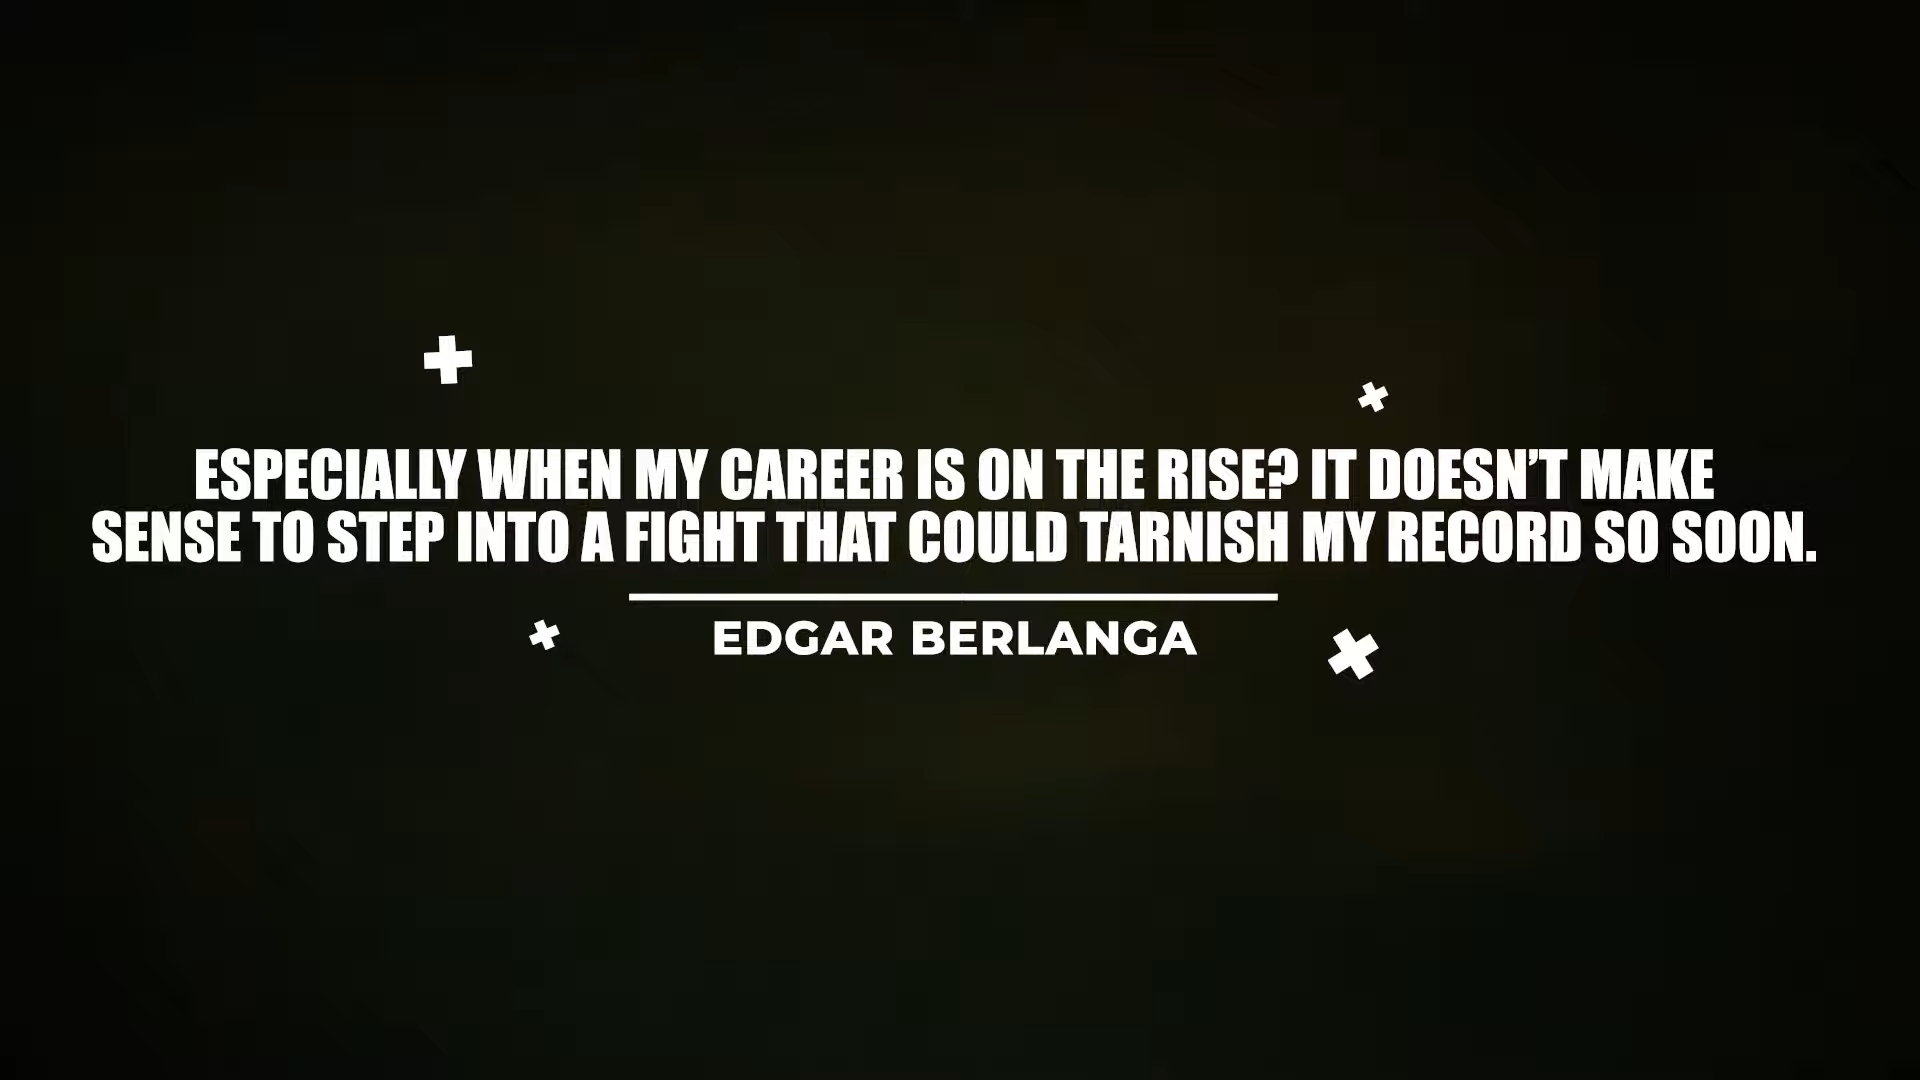 ESPECIALLY WHEN MY CAREER IS ON THE RISE? IT DOESN’T MAKE
SENSE TO STEP INTO A FIGHT THAT COULD TARNISH MY RECORD SO SOON.
EDGAR BERLANGA